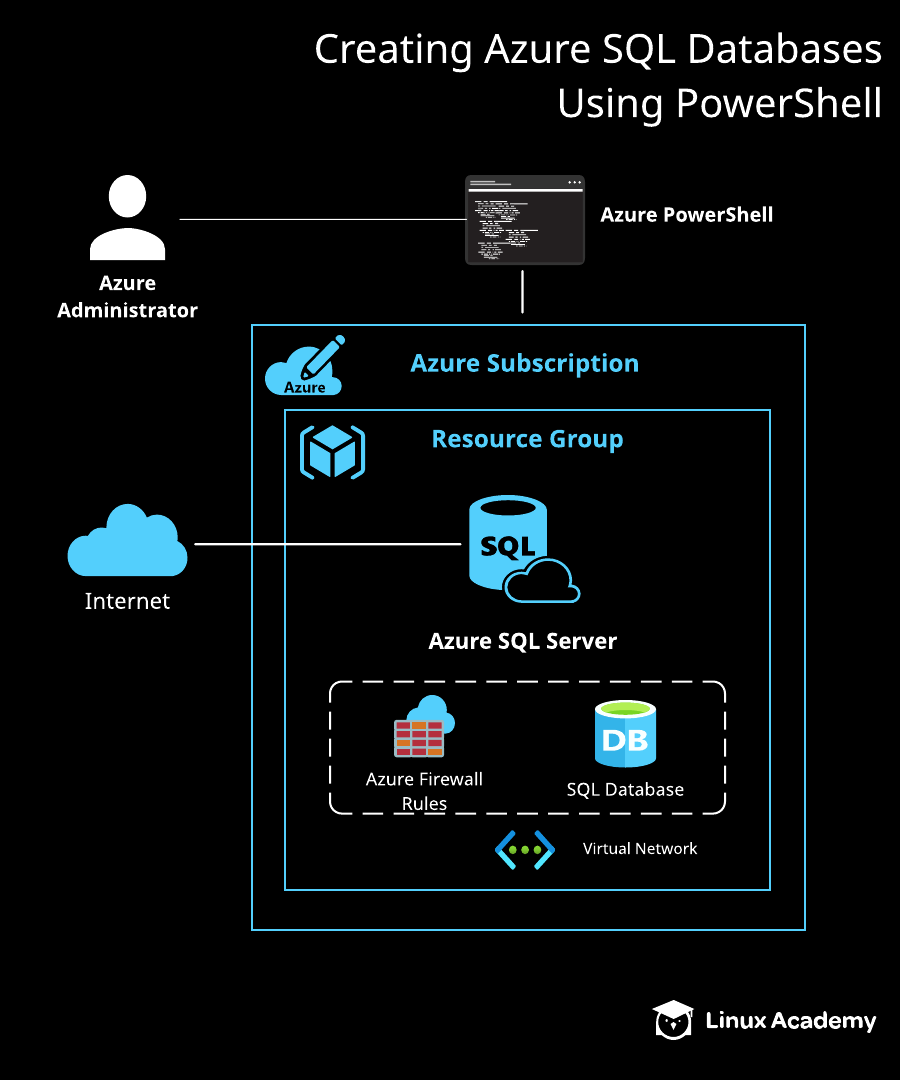 Creating Azure SQL Databases
Using PowerShell
Azure PowerShell
Azure
Administrator
Azure Subscription
Azure
Resource Group
SQL
Internet
Azure SQL Server
DB
Azure Firewall
Rules
SQL Database
Virtual Network
Linux Academy